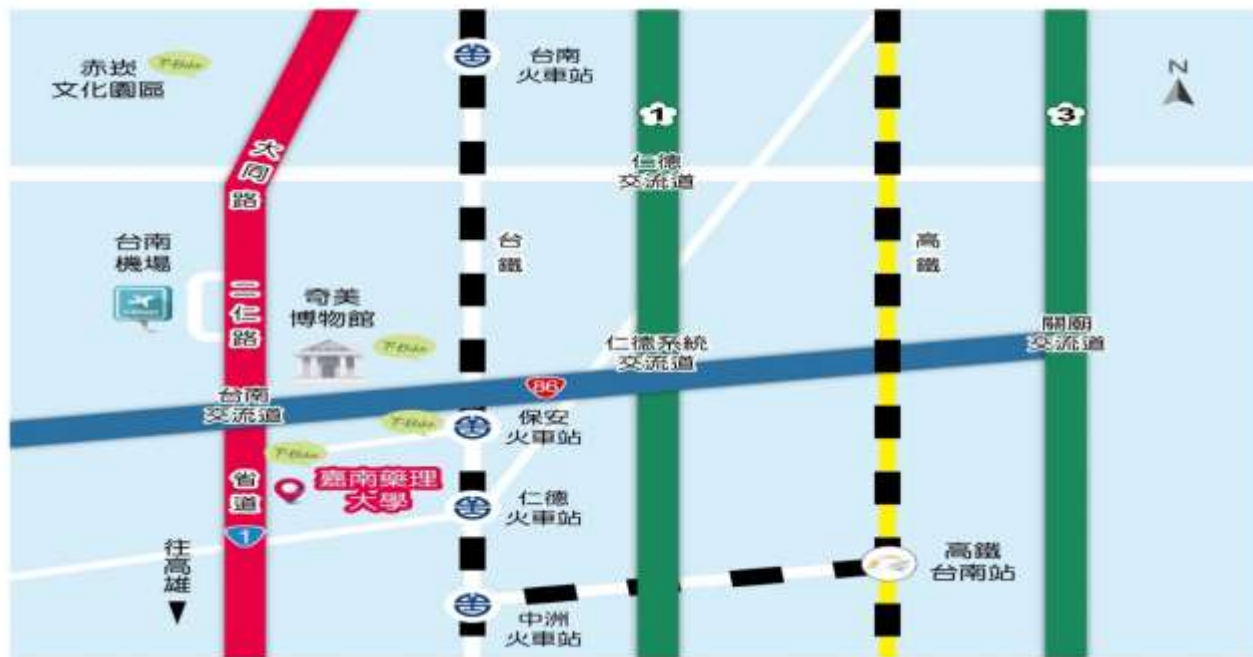 台南
火車站
赤崁
文化園區
T-Bike
N
1
3
大同路
仁德
交流道
台南
機場
台鐵
高鐵
二仁路
奇美
博物館
T-Bike
仁德系統
交流道
關廟
交流道
86
台南
交流道
T-Bike
保安
火車站
T-Bike
省道
嘉南藥理
大學
仁德
火車站
1
往高雄
高鐵
台南站
中洲
火車站